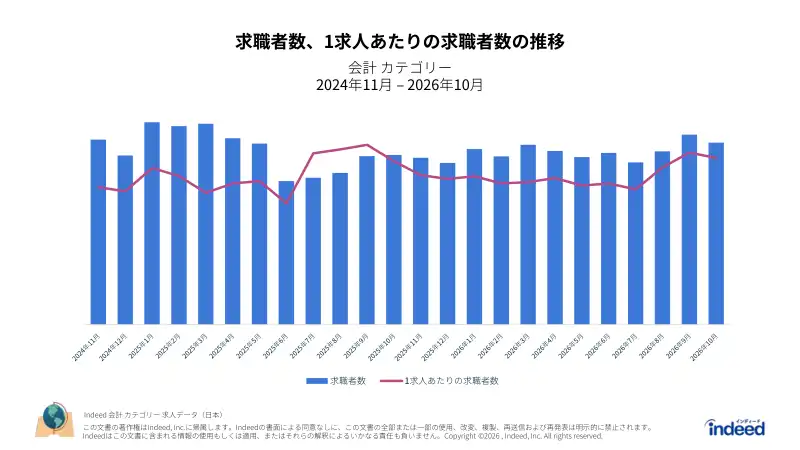 求職者数、1求人あたりの求職者数の推移
会計 カテゴリー
2024年11月 – 2026年10月
2024年11月
2024年12月
2025年1月
2025年2月
2025年3月
2025年4月
2025年5月
2025年6月
2025年7月
2025年8月
2025年9月
2025年10月
2025年11月
2025年12月
2026年1月
2026年2月
2026年3月
2026年4月
2026年5月
2026年6月
2026年7月
2026年8月
2026年9月
2026年10月
求職者数
1求人あたりの求職者数
Indeed 会計 カテゴリー 求人データ（日本）
この文書の著作権はIndeed, Inc.に帰属します。Indeedの書面による同意なしに、この文書の全部または一部の使用、改変、複製、再送信および再発表は明示的に禁止されます。
Indeedはこの文書に含まれる情報の使用もしくは適用、またはそれらの解釈によるいかなる責任も負いません。Copyright ©2026 , Indeed, Inc. All rights reserved.
インディード
indeed